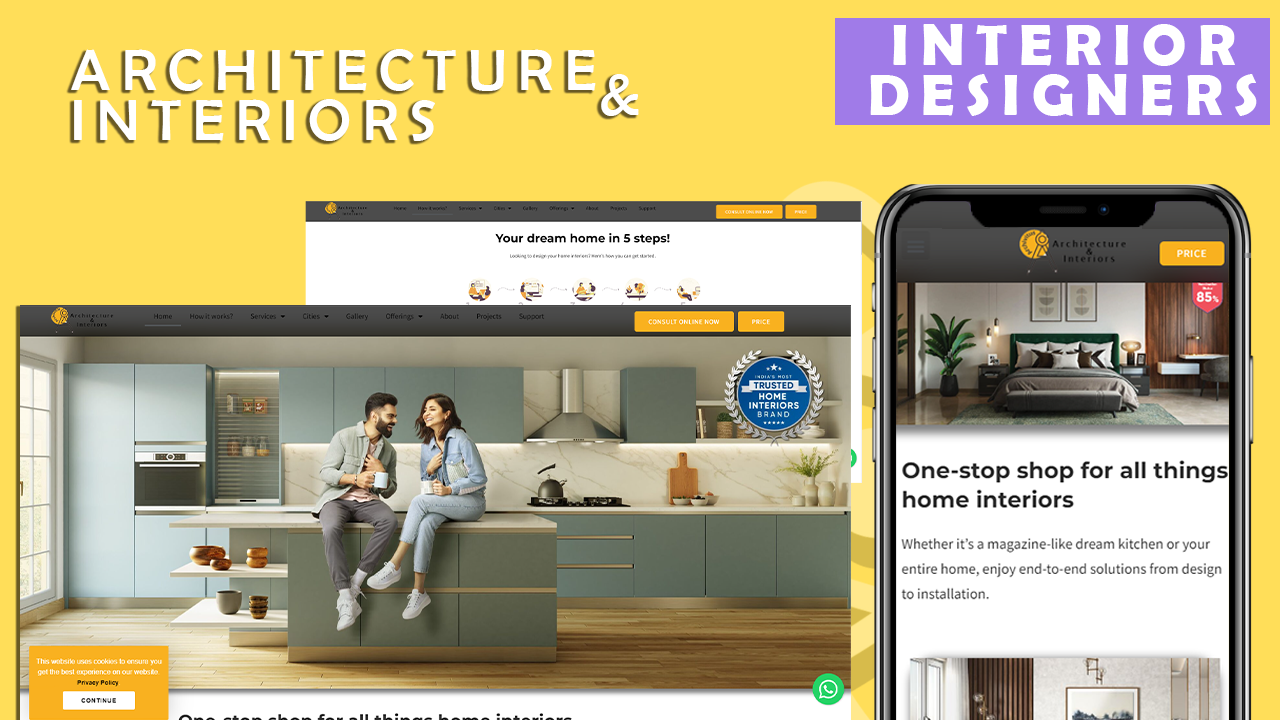 ARCHITECTURE &
INTERIORS
INTERIOR
DESIGNERS
Architecture
&
Interiors
Home How it works? Services Cities Gallery Offerings About Projects Support
CONSULT ONLINE NOW PRICE
Your dream home in 5 steps!
Looking to design your home interiors? Here's how you can get started.
Architecture
&
Interiors
Home How it works? Services Cities Gallery Offerings About Projects Support
CONSULT ONLINE NOW PRICE
INDIA'S MOST
TRUSTED
HOME
INTERIORS
BRAND
This website uses cookies to ensure you
get the best experience on our website.
Privacy Policy
CONTINUE
One-stop shop for all things home interiors
Architecture
&
Interiors
PRICE
85%
One-stop shop for all things
home interiors
Whether it's a magazine-like dream kitchen or your
entire home, enjoy end-to-end solutions from design
to installation.